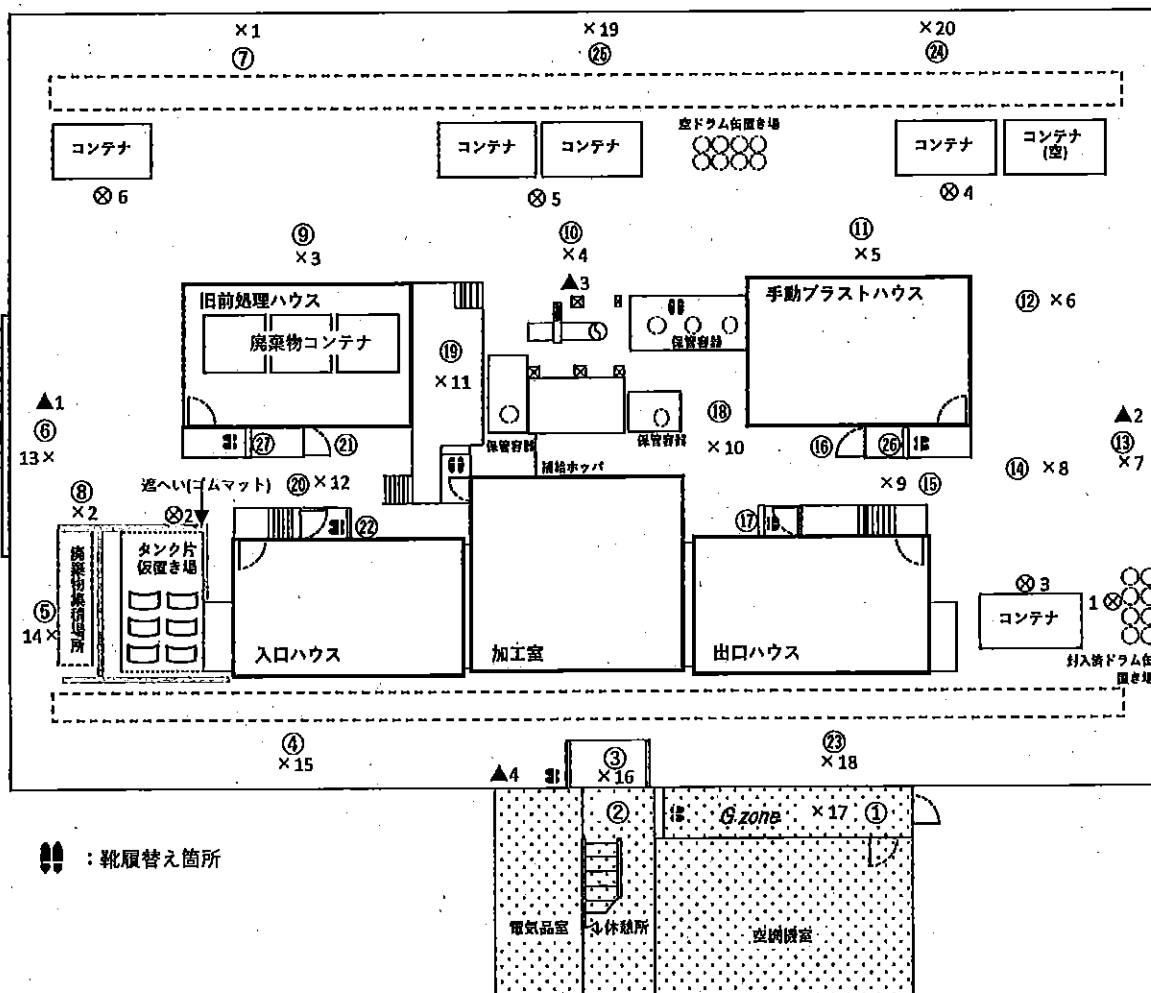 ×1
×19
×20
⑦
㉕
㉔
コンテナ
コンテナ
コンテナ
空ドラム缶置き場
コンテナ
コンテナ
(空)
⊗6
⊗5
⊗4
⑨
×3
⑩
×4
⑪
×5
▲3
旧前処理ハウス
廃棄物コンテナ
手動ブラストハウス
⑫ ×6
保管容器
⑲
×11
▲1
⑥
13×
⑱
×10
▲2
⑬
×7
㉗
㉑
保管容器
保管容器
⑯
㉖
補給ホッパ
⑭ ×8
遮へい(ゴムマット)
⑳ ×12
×9 ⑮
⑧
×2
⊗2
㉒
⑰
タンク片
仮置き場
廃棄物集積場所
⑤
14×
入口ハウス
加工室
出口ハウス
⊗3
コンテナ
1⊗
封入済ドラム缶
置き場
④
×15
③
×16
㉓
×18
▲4
②
G zone
×17 ①
:靴履替え箇所
電気品室
休憩所
空調機室